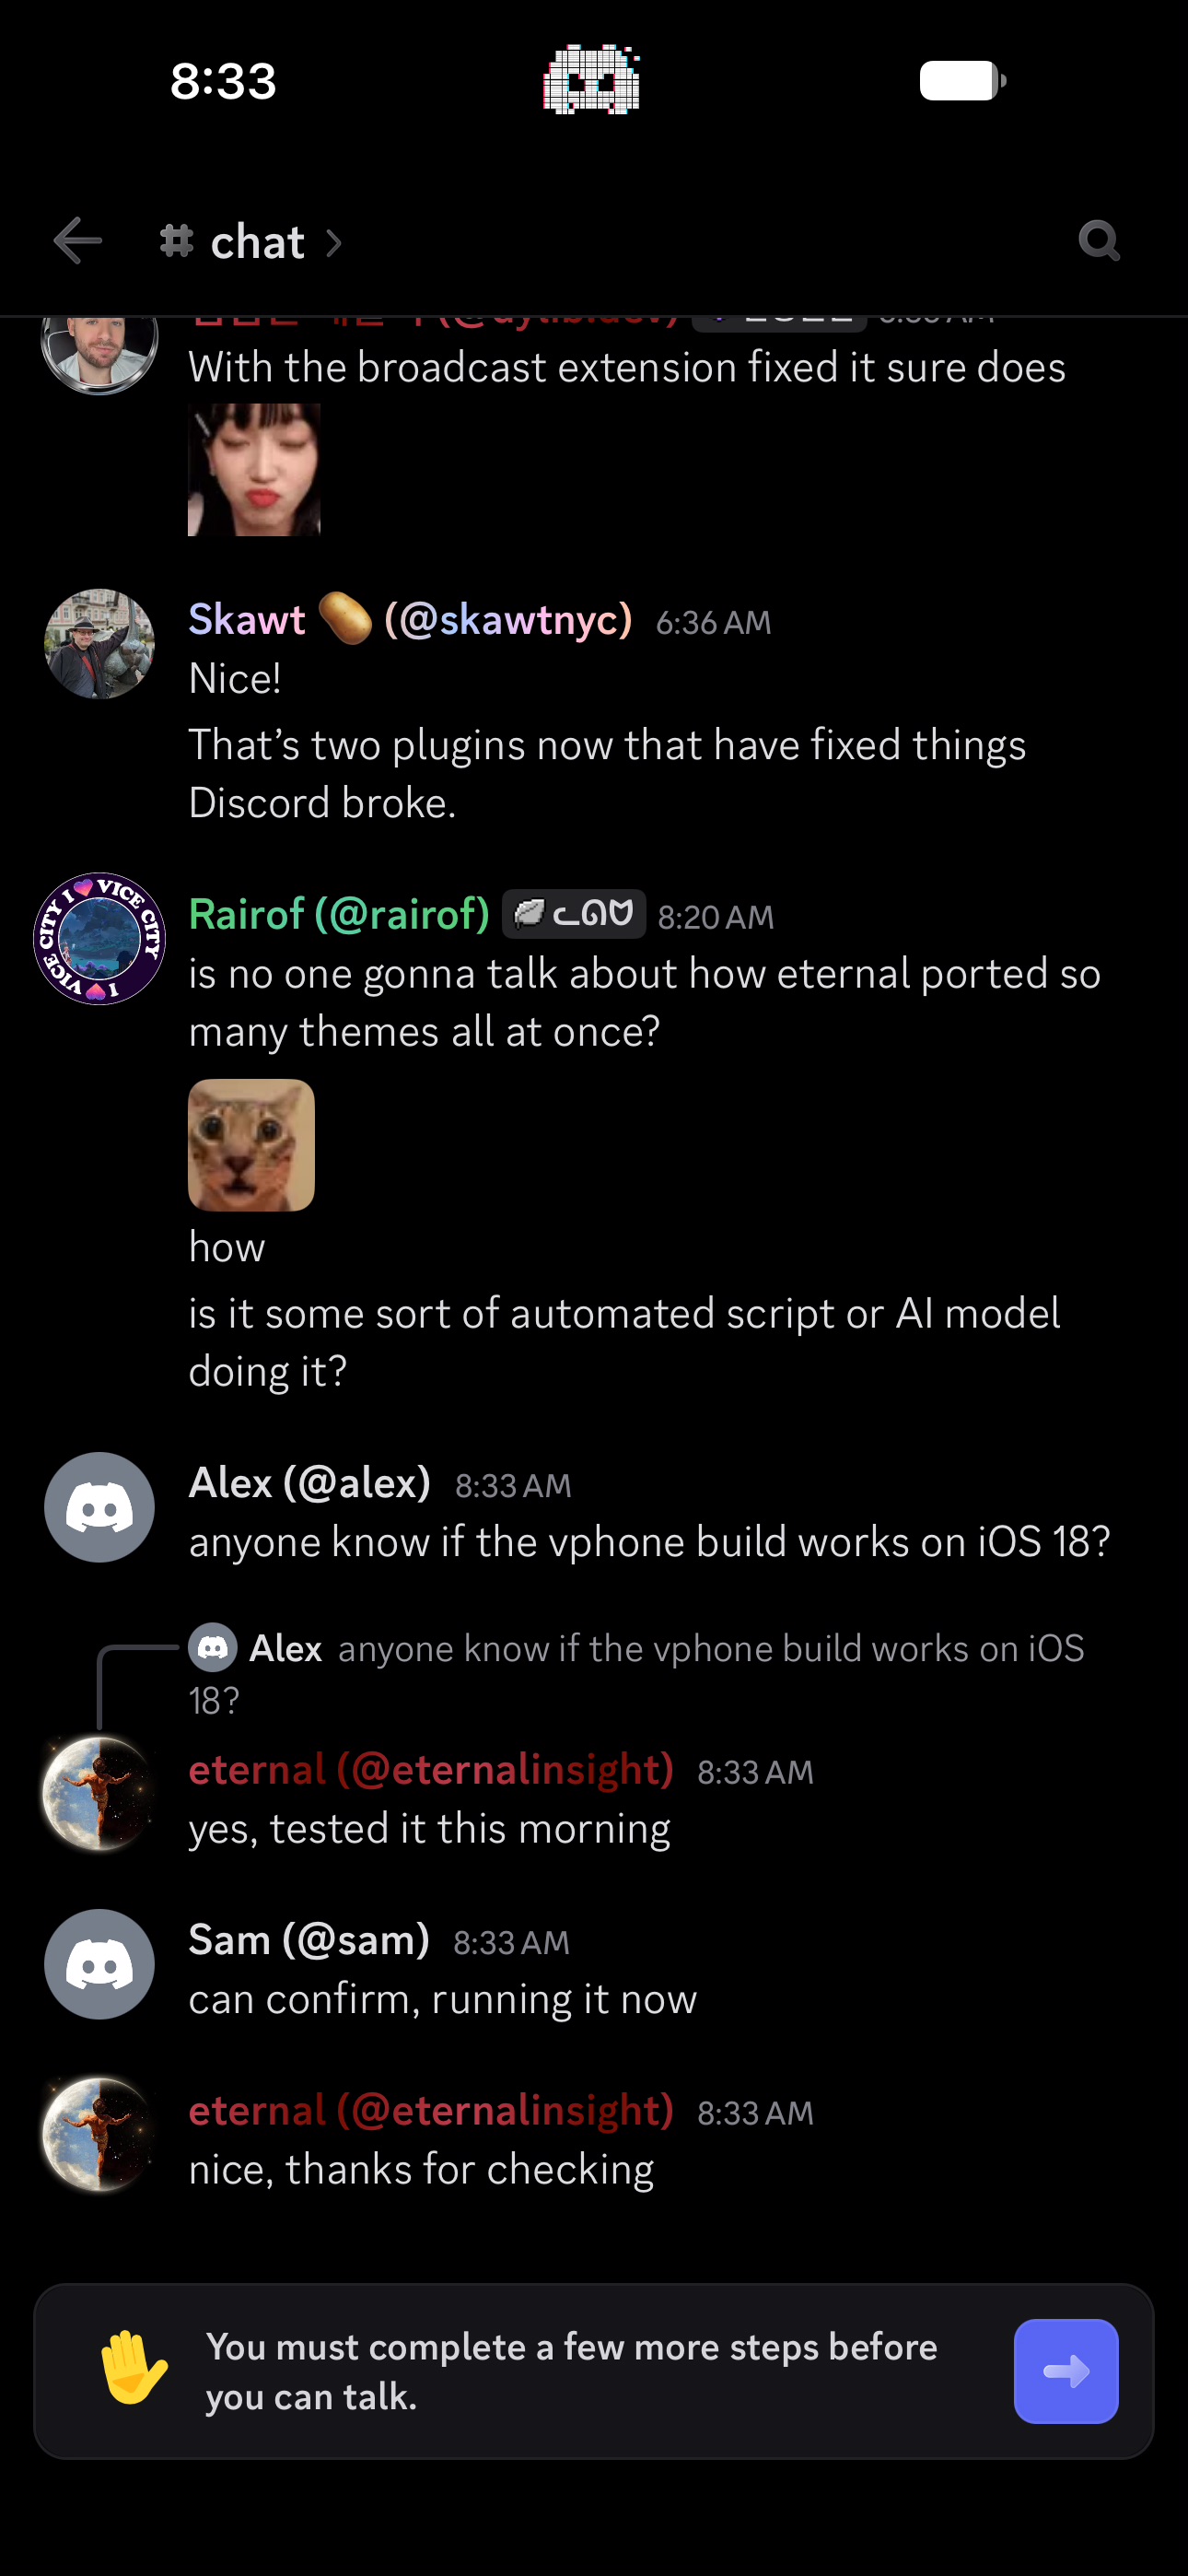 8:33
chat
With the broadcast extension fixed it sure does
Skawt 🥔 (@skawtnyc) 6:36 AM
Nice!
That’s two plugins now that have fixed things
Discord broke.
I ❤ VICE CITY I ❤ VICE CITY
Rairof (@rairof) 8:20 AM
is no one gonna talk about how eternal ported so
many themes all at once?
how
is it some sort of automated script or AI model
doing it?
Alex (@alex) 8:33 AM
anyone know if the vphone build works on iOS 18?
Alex anyone know if the vphone build works on iOS
18?
eternal (@eternalinsight) 8:33 AM
yes, tested it this morning
Sam (@sam) 8:33 AM
can confirm, running it now
eternal (@eternalinsight) 8:33 AM
nice, thanks for checking
You must complete a few more steps before
you can talk.